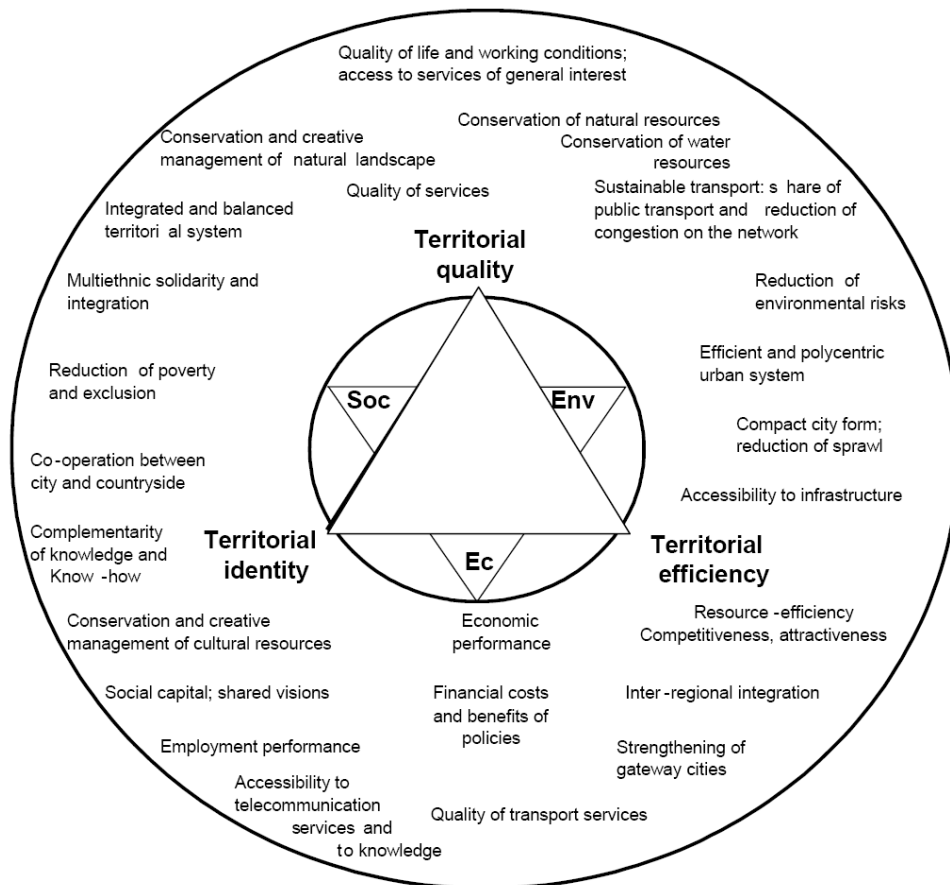 Quality of life and working conditions;
access to services of general interest
Conservation of natural resources
Conservation of water
resources
Conservation and creative
management of natural landscape
Quality of services
Sustainable transport: s hare of
public transport and reduction of
congestion on the network
Integrated and balanced
territori al system
Territorial
quality
Multiethnic solidarity and
integration
Reduction of
environmental risks
Reduction of poverty
and exclusion
Efficient and polycentric
urban system
Soc
Env
Compact city form;
reduction of sprawl
Co-operation between
city and countryside
Accessibility to infrastructure
Complementarity
of knowledge and
Know -how
Territorial
identity
Ec
Territorial
efficiency
Conservation and creative
management of cultural resources
Economic
performance
Resource -efficiency
Competitiveness, attractiveness
Social capital; shared visions
Financial costs
and benefits of
policies
Inter -regional integration
Employment performance
Strengthening of
gateway cities
Accessibility to
telecommunication
services and
to knowledge
Quality of transport services